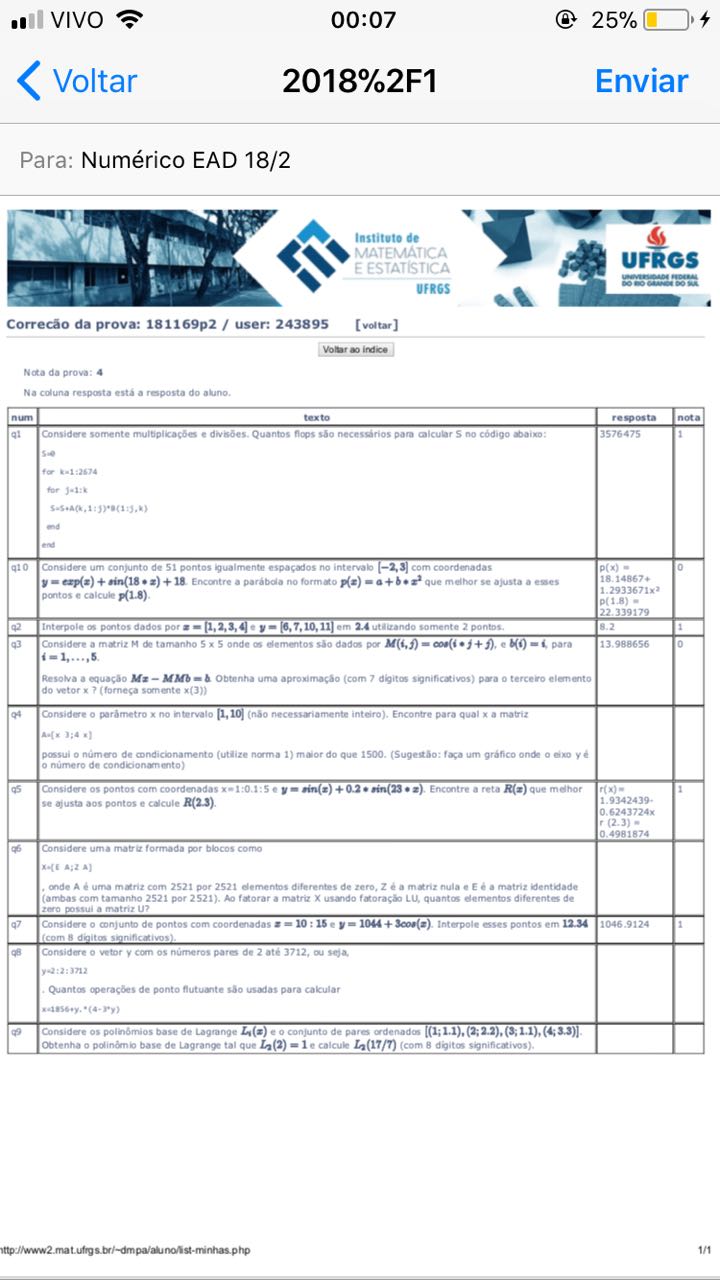 VIVO 00:07 25%
Voltar 2018%2F1 Enviar
Para: Numérico EAD 18/2
Instituto de
MATEMÁTICA
E ESTATÍSTICA
UFRGS
UFRGS
UNIVERSIDADE FEDERAL
DO RIO GRANDE DO SUL
Correcão da prova: 181169p2 / user: 243895 [voltar]
Voltar ao índice
Nota da prova: 4
Na coluna resposta está a resposta do aluno.
num texto resposta nota
q1 Considere somente multiplicações e divisões. Quantos flops são necessários para calcular S no código abaixo: 3576475 1
S=0
for k=1:2674
for j=1:k
S=S+A(k,1:j)*B(1:j,k)
end
end
q10 Considere um conjunto de 51 pontos igualmente espaçados no intervalo [−2,3] com coordenadas p(x) = 0
y = exp(x) + sin(18 * x) + 18. Encontre a parábola no formato p(x) = a + b * x² que melhor se ajusta a esses 18.14867+
pontos e calcule p(1.8). 1.2933671x²
p(1.8) =
22.339179
q2 Interpole os pontos dados por x = [1, 2, 3, 4] e y = [6, 7, 10, 11] em 2.4 utilizando somente 2 pontos. 8.2 1
q3 Considere a matriz M de tamanho 5 x 5 onde os elementos são dados por M(i, j) = cos(i * j + j), e b(i) = i, para 13.988656 0
i = 1, . . . , 5.
Resolva a equação Mx − MMb = b. Obtenha uma aproximação (com 7 dígitos significativos) para o terceiro elemento
do vetor x ? (forneça somente x(3))
q4 Considere o parâmetro x no intervalo [1, 10] (não necessariamente inteiro). Encontre para qual x a matriz
A=[x 3;4 x]
possui o número de condicionamento (utilize norma 1) maior do que 1500. (Sugestão: faça um gráfico onde o eixo y é
o número de condicionamento)
q5 Considere os pontos com coordenadas x=1:0.1:5 e y = sin(x) + 0.2 * sin(23 * x). Encontre a reta R(x) que melhor r(x)= 1
se ajusta aos pontos e calcule R(2.3). 1.9342439-
0.6243724x
r (2.3) =
0.4981874
q6 Considere uma matriz formada por blocos como
X=[E A;Z A]
, onde A é uma matriz com 2521 por 2521 elementos diferentes de zero, Z é a matriz nula e E é a matriz identidade
(ambas com tamanho 2521 por 2521). Ao fatorar a matriz X usando fatoração LU, quantos elementos diferentes de
zero possui a matriz U?
q7 Considere o conjunto de pontos com coordenadas x = 10 : 15 e y = 1044 + 3cos(x). Interpole esses pontos em 12.34 1046.9124 1
(com 8 dígitos significativos).
q8 Considere o vetor y com os números pares de 2 até 3712, ou seja,
y=2:2:3712
. Quantos operações de ponto flutuante são usadas para calcular
x=1856+y.*(4-3*y)
q9 Considere os polinômios base de Lagrange Lᵢ(x) e o conjunto de pares ordenados [(1; 1.1), (2; 2.2), (3; 1.1), (4; 3.3)].
Obtenha o polinômio base de Lagrange tal que L₂(2) = 1 e calcule L₂(17/7) (com 8 dígitos significativos).
http://www2.mat.ufrgs.br/~dmpa/aluno/list-minhas.php 1/1